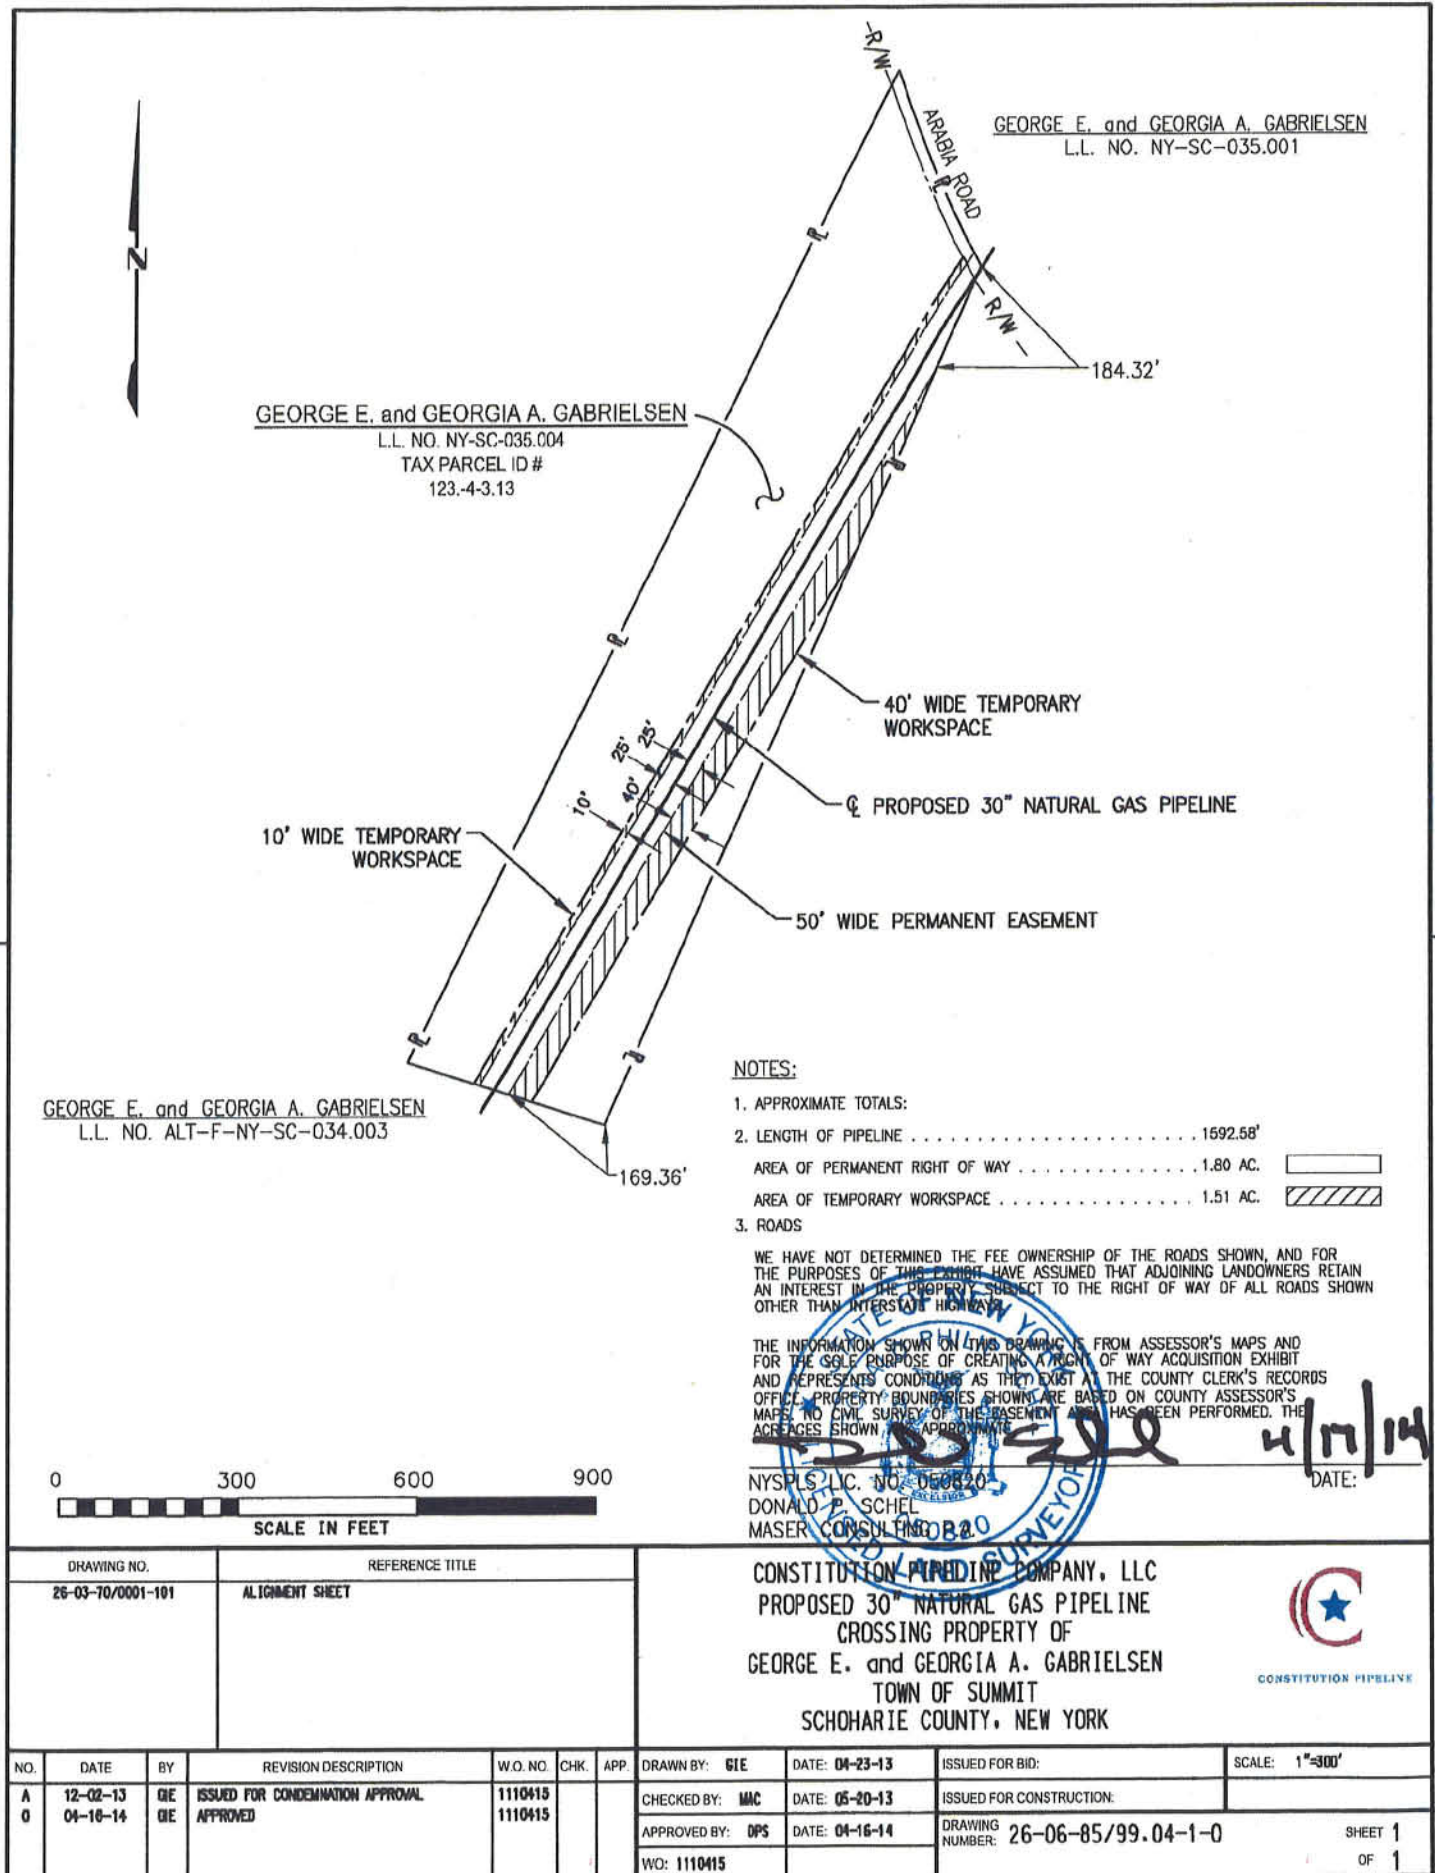 R/W
ARABIA ROAD
GEORGE E. and GEORGIA A. GABRIELSEN
L.L. NO. NY-SC-035.001
N
R/W
184.32'
GEORGE E. and GEORGIA A. GABRIELSEN
L.L. NO. NY-SC-035.004
TAX PARCEL ID #
123.-4-3.13
40' WIDE TEMPORARY
WORKSPACE
25'
25'
10'
40'
℄ PROPOSED 30" NATURAL GAS PIPELINE
10' WIDE TEMPORARY
WORKSPACE
50' WIDE PERMANENT EASEMENT
GEORGE E. and GEORGIA A. GABRIELSEN
L.L. NO. ALT-F-NY-SC-034.003
169.36'
NOTES:
1. APPROXIMATE TOTALS:
2. LENGTH OF PIPELINE . . . . . . . . . . . . . . . . . . . . . . . . 1592.58'
AREA OF PERMANENT RIGHT OF WAY . . . . . . . . . . . . . . . 1.80 AC.
AREA OF TEMPORARY WORKSPACE . . . . . . . . . . . . . . . . 1.51 AC.
3. ROADS
WE HAVE NOT DETERMINED THE FEE OWNERSHIP OF THE ROADS SHOWN, AND FOR
THE PURPOSES OF THIS EXHIBIT HAVE ASSUMED THAT ADJOINING LANDOWNERS RETAIN
AN INTEREST IN THE PROPERTY SUBJECT TO THE RIGHT OF WAY OF ALL ROADS SHOWN
OTHER THAN INTERSTATE HIGHWAYS.
THE INFORMATION SHOWN ON THIS DRAWING IS FROM ASSESSOR'S MAPS AND
FOR THE SOLE PURPOSE OF CREATING A RIGHT OF WAY ACQUISITION EXHIBIT
AND REPRESENTS CONDITIONS AS THEY EXIST AT THE COUNTY CLERK'S RECORDS
OFFICE. PROPERTY BOUNDARIES SHOWN ARE BASED ON COUNTY ASSESSOR'S
MAPS. NO CIVIL SURVEY OF THE EASEMENT AREA HAS BEEN PERFORMED. THE
ACREAGES SHOWN ARE APPROXIMATE
STATE OF NEW YORK
EXCELSIOR
050820
LICENSED LAND SURVEYOR
4/17/14
DATE:
NYSPLS LIC. NO. 050820
DONALD P. SCHEL
MASER CONSULTING P.A.
0 300 600 900
SCALE IN FEET
DRAWING NO. REFERENCE TITLE
26-03-70/0001-101 ALIGNMENT SHEET
CONSTITUTION PIPELINE COMPANY, LLC
PROPOSED 30" NATURAL GAS PIPELINE
CROSSING PROPERTY OF
GEORGE E. and GEORGIA A. GABRIELSEN
TOWN OF SUMMIT
SCHOHARIE COUNTY, NEW YORK
CONSTITUTION PIPELINE
NO. DATE BY REVISION DESCRIPTION W.O. NO. CHK. APP.
A 12-02-13 GIE ISSUED FOR CONDEMNATION APPROVAL 1110415
0 04-16-14 GIE APPROVED 1110415
DRAWN BY: GIE DATE: 04-23-13 ISSUED FOR BID: SCALE: 1"=300'
CHECKED BY: MAC DATE: 05-20-13 ISSUED FOR CONSTRUCTION:
APPROVED BY: DPS DATE: 04-16-14 DRAWING NUMBER: 26-06-85/99.04-1-0 SHEET 1
WO: 1110415 OF 1